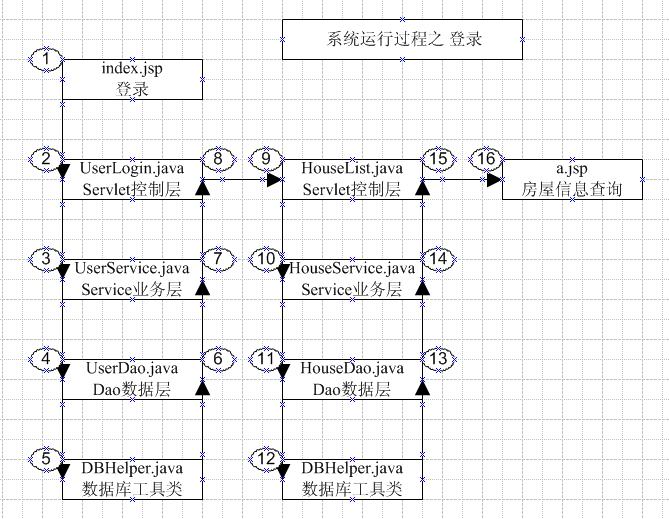 系统运行过程之 登录
1
index.jsp
登录
2
UserLogin.java
Servlet控制层
8
9
HouseList.java
Servlet控制层
15
16
a.jsp
房屋信息查询
3
UserService.java
Service业务层
7
10
HouseService.java
Service业务层
14
4
UserDao.java
Dao数据层
6
11
HouseDao.java
Dao数据层
13
5
DBHelper.java
数据库工具类
12
DBHelper.java
数据库工具类